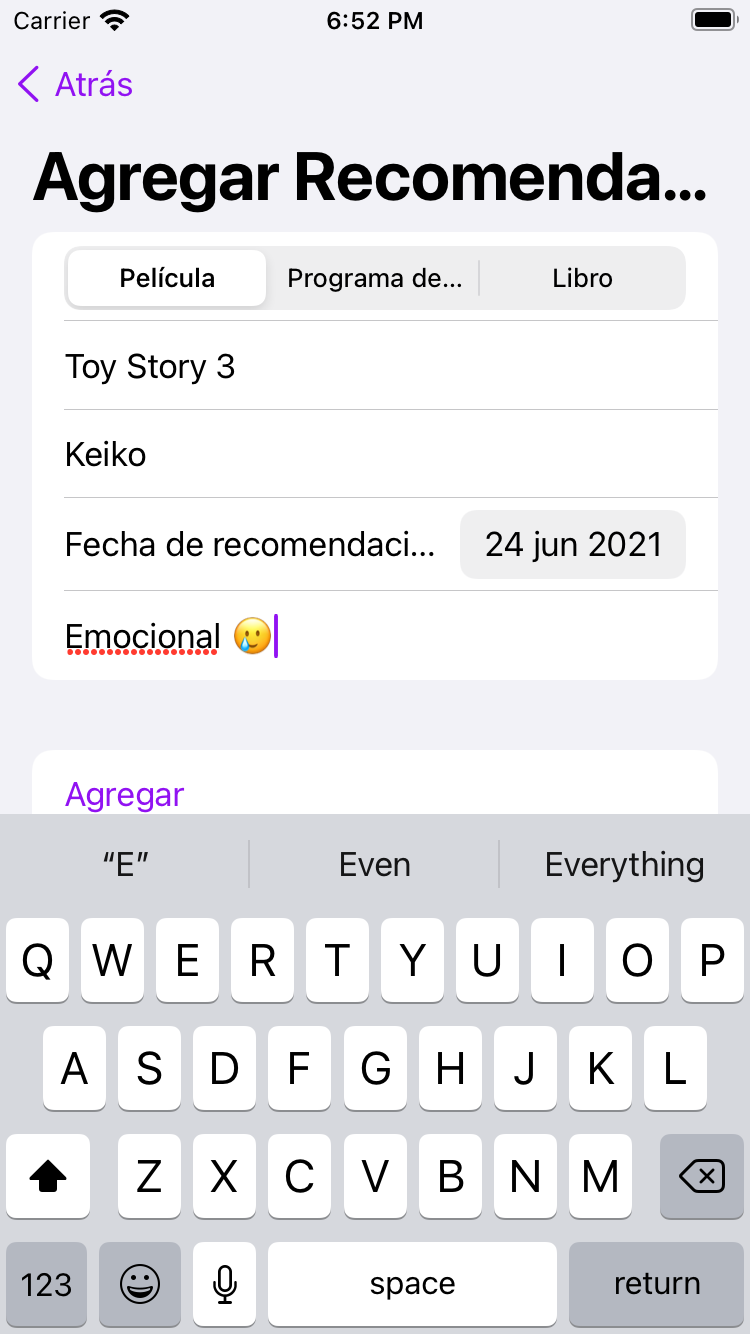 Carrier 6:52 PM
Atrás
Agregar Recomenda...
Película Programa de... Libro
Toy Story 3
Keiko
Fecha de recomendaci... 24 jun 2021
Emocional 🥲
Agregar
“E” Even Everything
Q W E R T Y U I O P
A S D F G H J K L
Z X C V B N M
123 space return